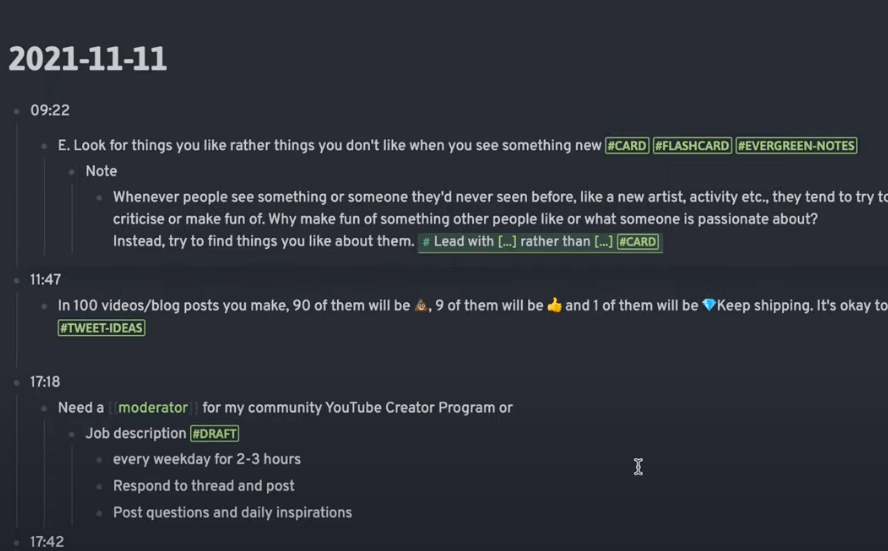 2021-11-11
09:22
E. Look for things you like rather things you don't like when you see something new #CARD #FLASHCARD #EVERGREEN-NOTES
Note
Whenever people see something or someone they'd never seen before, like a new artist, activity etc., they tend to try to
criticise or make fun of. Why make fun of something other people like or what someone is passionate about?
Instead, try to find things you like about them. # Lead with [...] rather than [...] #CARD
11:47
In 100 videos/blog posts you make, 90 of them will be 💩, 9 of them will be 👍 and 1 of them will be 💎Keep shipping. It's okay to
#TWEET-IDEAS
17:18
Need a [[moderator]] for my community YouTube Creator Program or
Job description #DRAFT
every weekday for 2-3 hours
Respond to thread and post
Post questions and daily inspirations
17:42